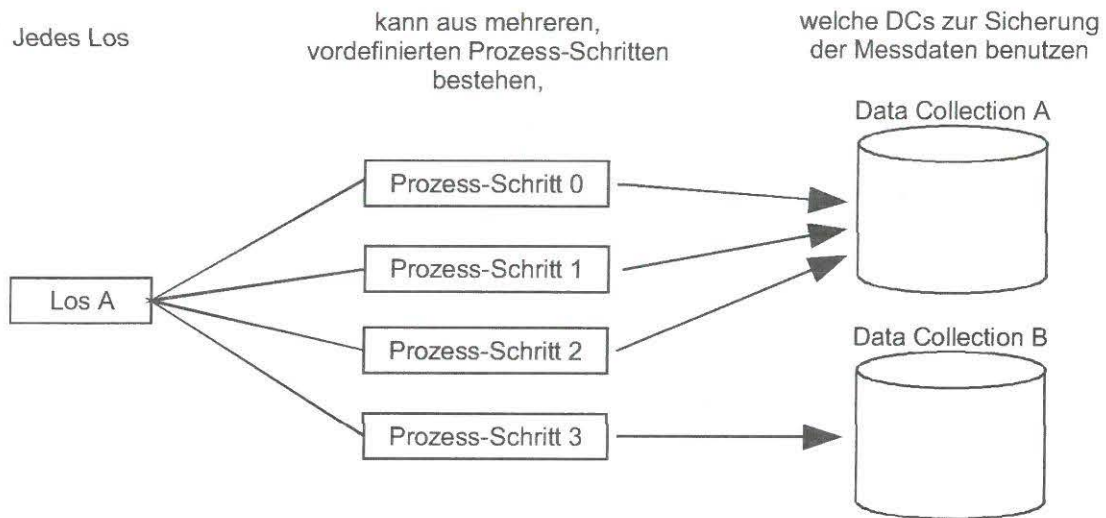 Jedes Los
kann aus mehreren,
vordefinierten Prozess-Schritten
bestehen,
welche DCs zur Sicherung
der Messdaten benutzen
Data Collection A
Prozess-Schritt 0
Prozess-Schritt 1
Los A
Prozess-Schritt 2
Data Collection B
Prozess-Schritt 3